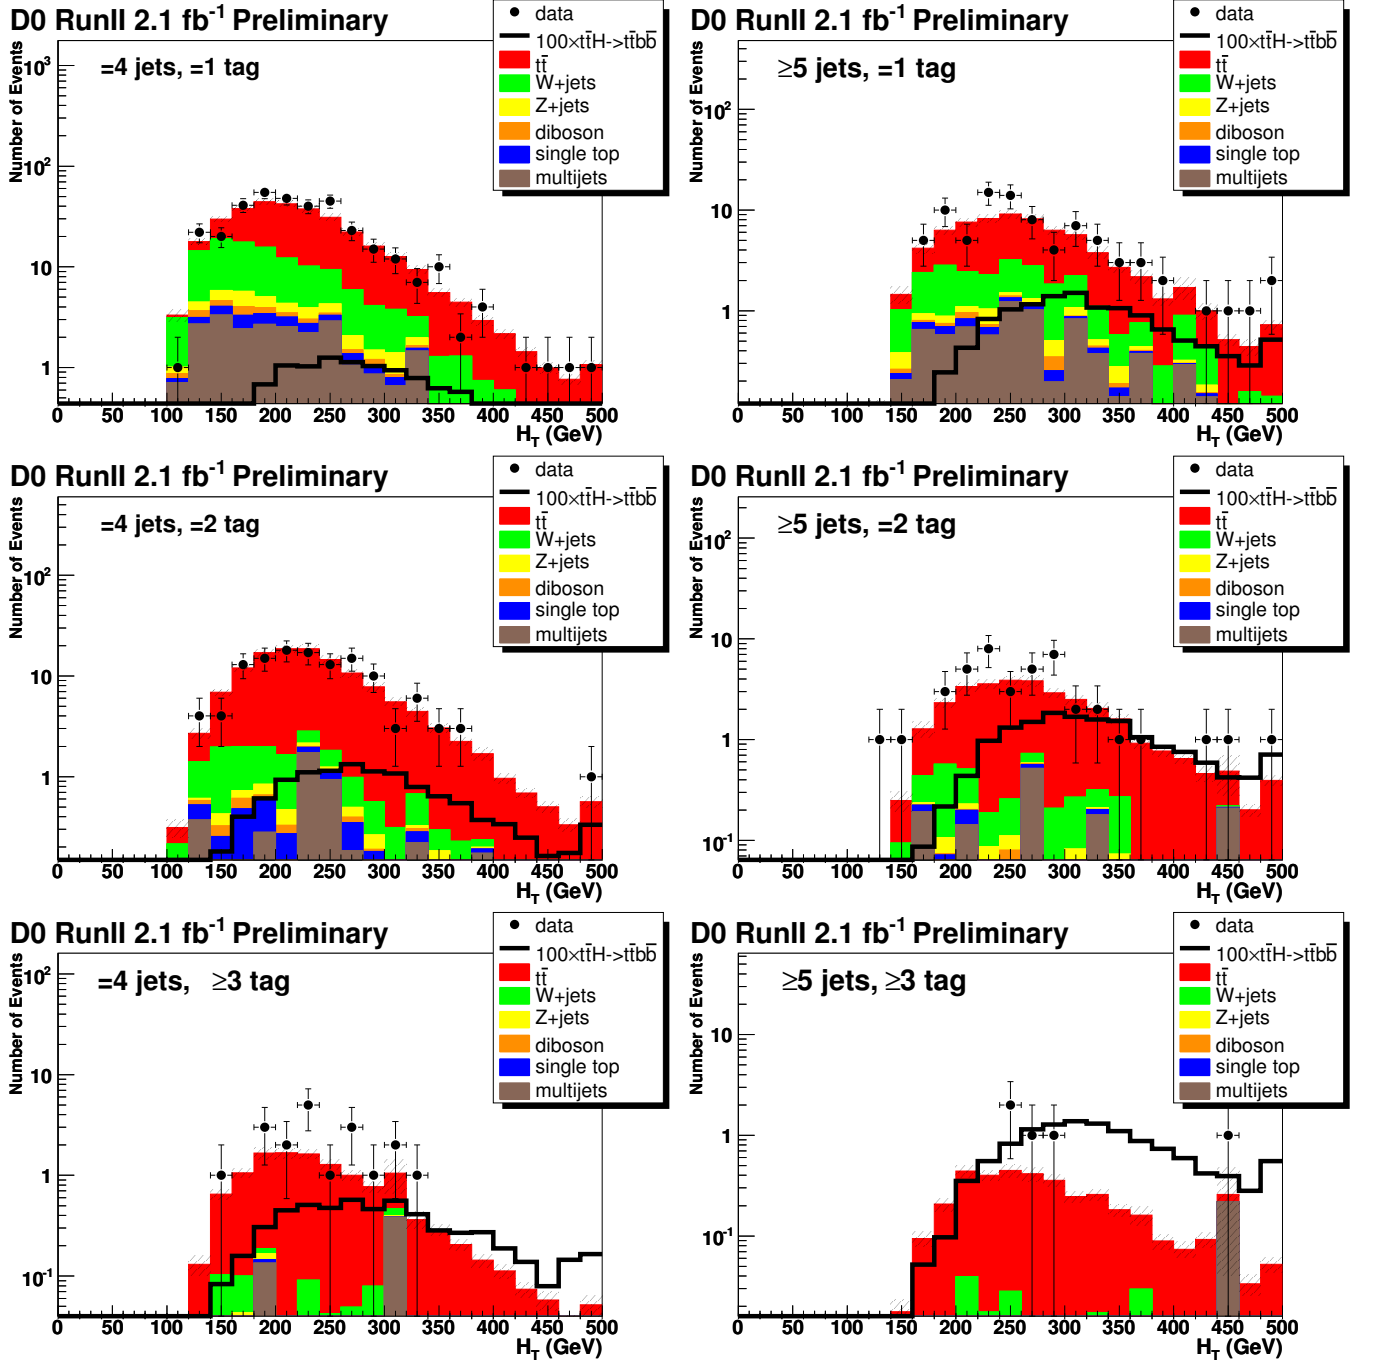 D0 RunII 2.1 fb⁻¹ Preliminary
=4 jets, =1 tag
Number of Events
10³
10²
10
1
0 50 100 150 200 250 300 350 400 450 500
H_T (GeV)
data
100×tt̄H->tt̄bb̄
tt̄
W+jets
Z+jets
diboson
single top
multijets
D0 RunII 2.1 fb⁻¹ Preliminary
≥5 jets, =1 tag
Number of Events
10²
10
1
0 50 100 150 200 250 300 350 400 450 500
H_T (GeV)
data
100×tt̄H->tt̄bb̄
tt̄
W+jets
Z+jets
diboson
single top
multijets
D0 RunII 2.1 fb⁻¹ Preliminary
=4 jets, =2 tag
Number of Events
10²
10
1
0 50 100 150 200 250 300 350 400 450 500
H_T (GeV)
data
100×tt̄H->tt̄bb̄
tt̄
W+jets
Z+jets
diboson
single top
multijets
D0 RunII 2.1 fb⁻¹ Preliminary
≥5 jets, =2 tag
Number of Events
10²
10
1
10⁻¹
0 50 100 150 200 250 300 350 400 450 500
H_T (GeV)
data
100×tt̄H->tt̄bb̄
tt̄
W+jets
Z+jets
diboson
single top
multijets
D0 RunII 2.1 fb⁻¹ Preliminary
=4 jets, ≥3 tag
Number of Events
10²
10
1
10⁻¹
0 50 100 150 200 250 300 350 400 450 500
H_T (GeV)
data
100×tt̄H->tt̄bb̄
tt̄
W+jets
Z+jets
diboson
single top
multijets
D0 RunII 2.1 fb⁻¹ Preliminary
≥5 jets, ≥3 tag
Number of Events
10
1
10⁻¹
0 50 100 150 200 250 300 350 400 450 500
H_T (GeV)
data
100×tt̄H->tt̄bb̄
tt̄
W+jets
Z+jets
diboson
single top
multijets